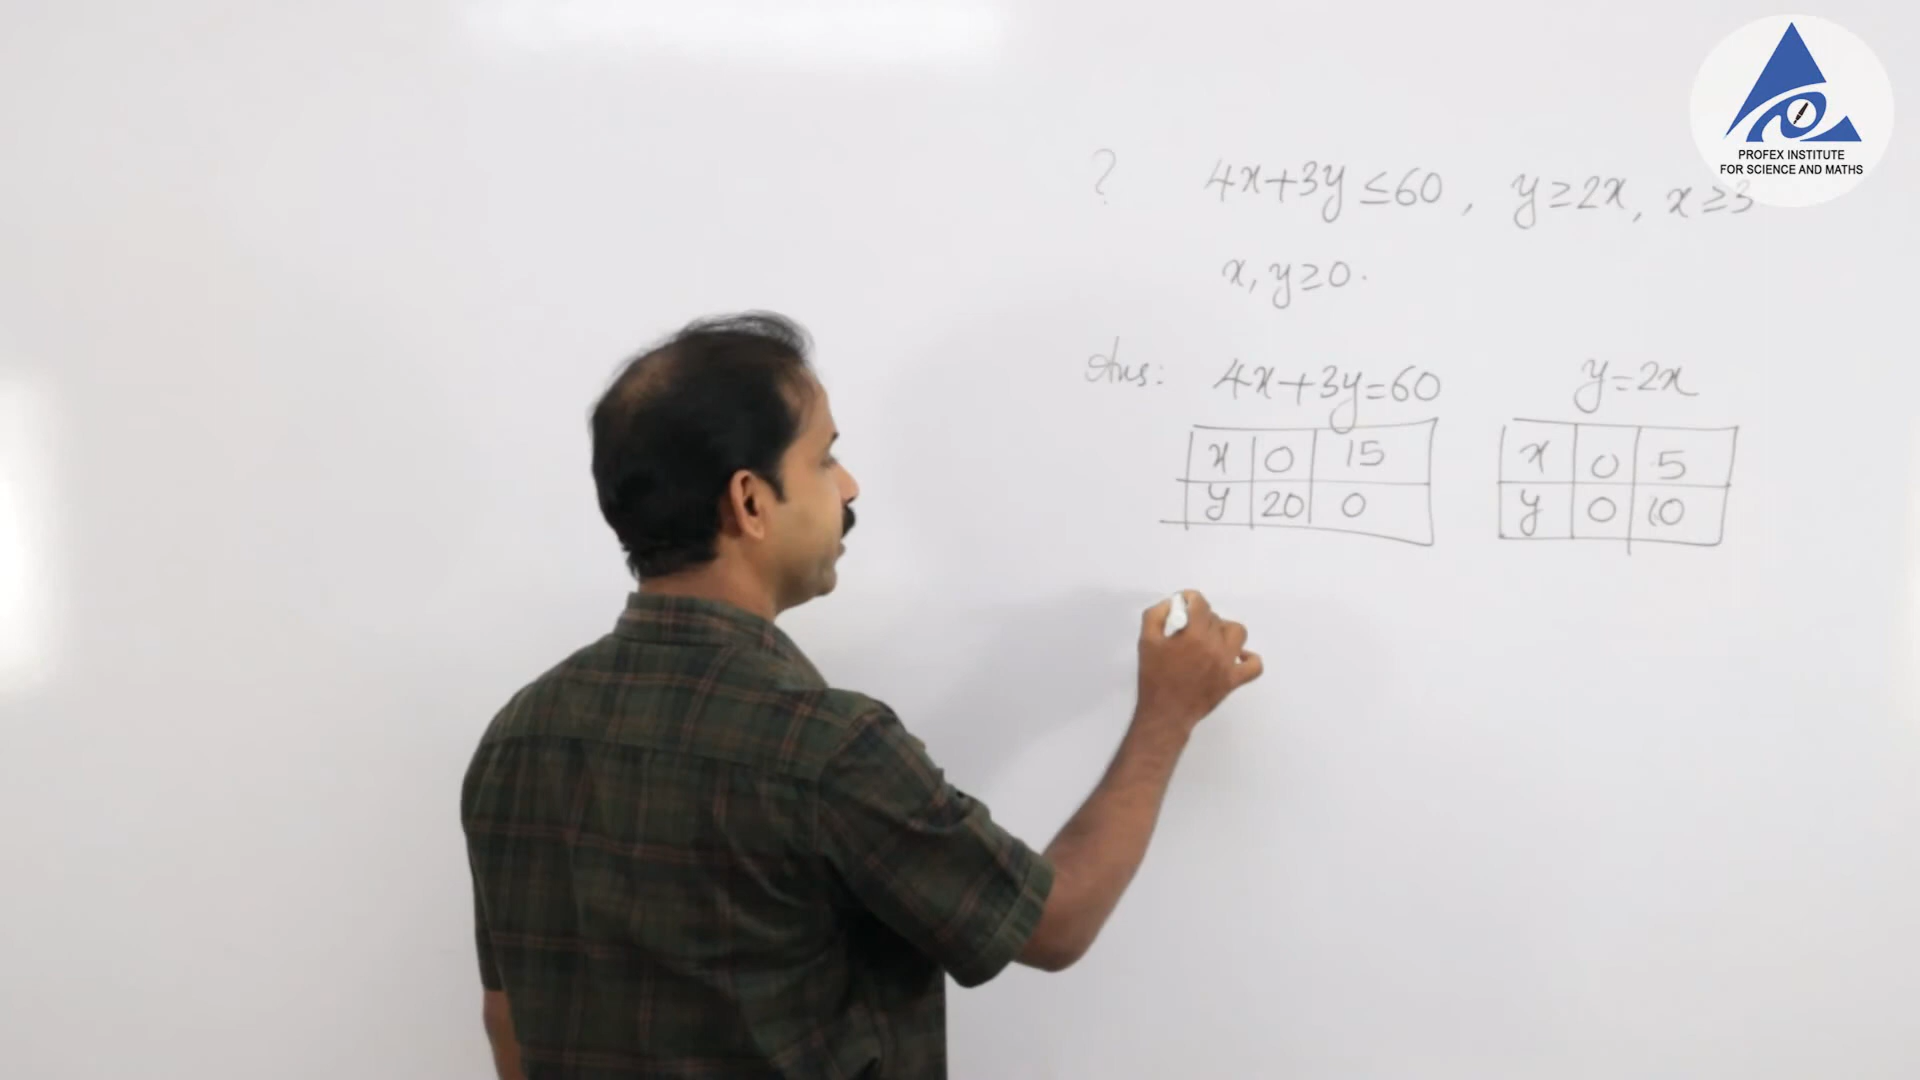 PROFEX INSTITUTE
FOR SCIENCE AND MATHS
? 4x+3y≤60, y≥2x, x≥3
x, y≥0.
Ans: 4x+3y=60 y=2x
x 0 15
y 20 0
x 0 5
y 0 10